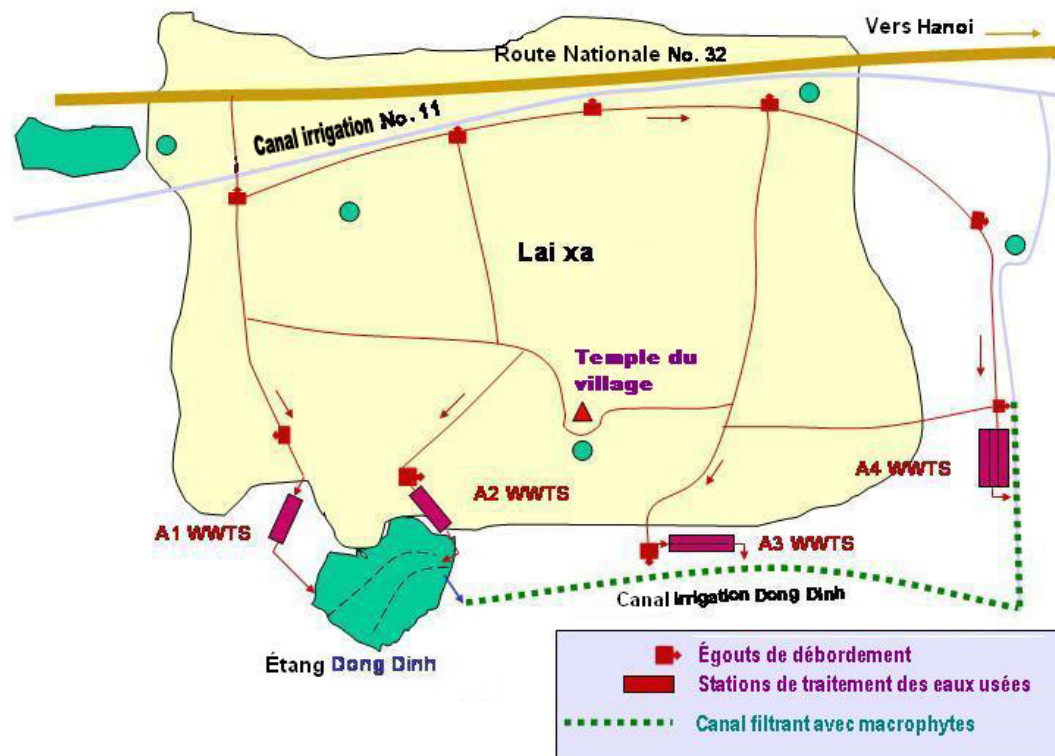 Vers Hanoi
Route Nationale No. 32
Canal irrigation No. 11
Lai xa
Temple du
village
A1 WWTS
A2 WWTS
A3 WWTS
A4 WWTS
Canal Irrigation Dong Dinh
Étang Dong Dinh
Égouts de débordement
Stations de traitement des eaux usées
Canal filtrant avec macrophytes